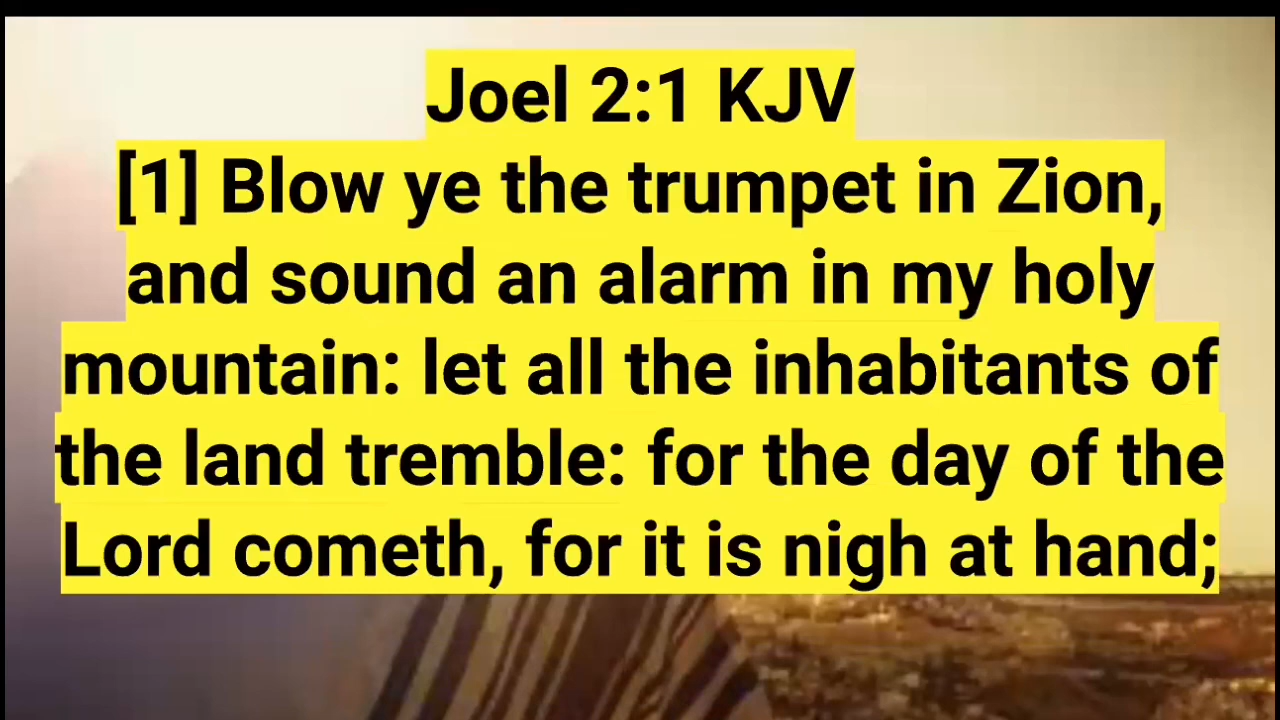 Joel 2:1 KJV
[1] Blow ye the trumpet in Zion,
and sound an alarm in my holy
mountain: let all the inhabitants of
the land tremble: for the day of the
Lord cometh, for it is nigh at hand;